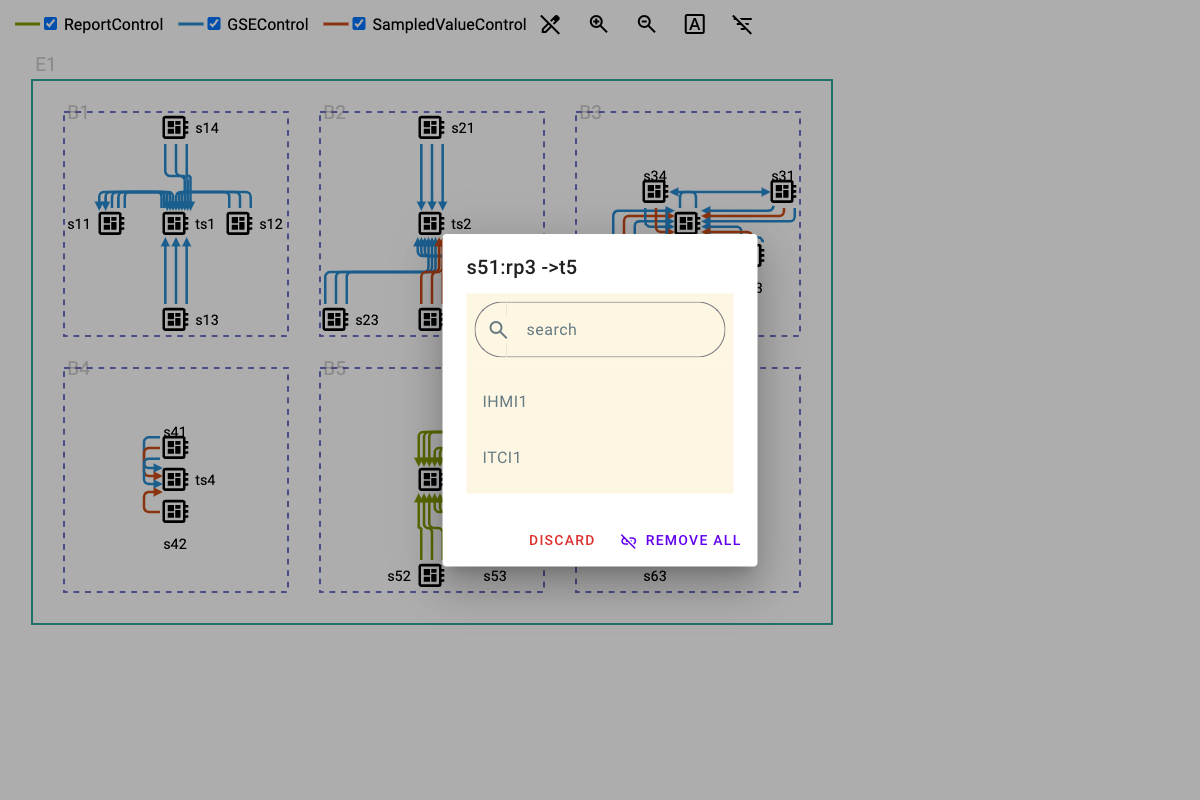 ReportControl GSEControl SampledValueControl A
E1
B1 B2 B3
s14 s21
s34 s31
s11 ts1 s12 ts2
s13 s23
s51:rp3 ->t5
search
IHMI1
ITCI1
DISCARD REMOVE ALL
B4 B5
s41
ts4
s42
s52 s53 s63